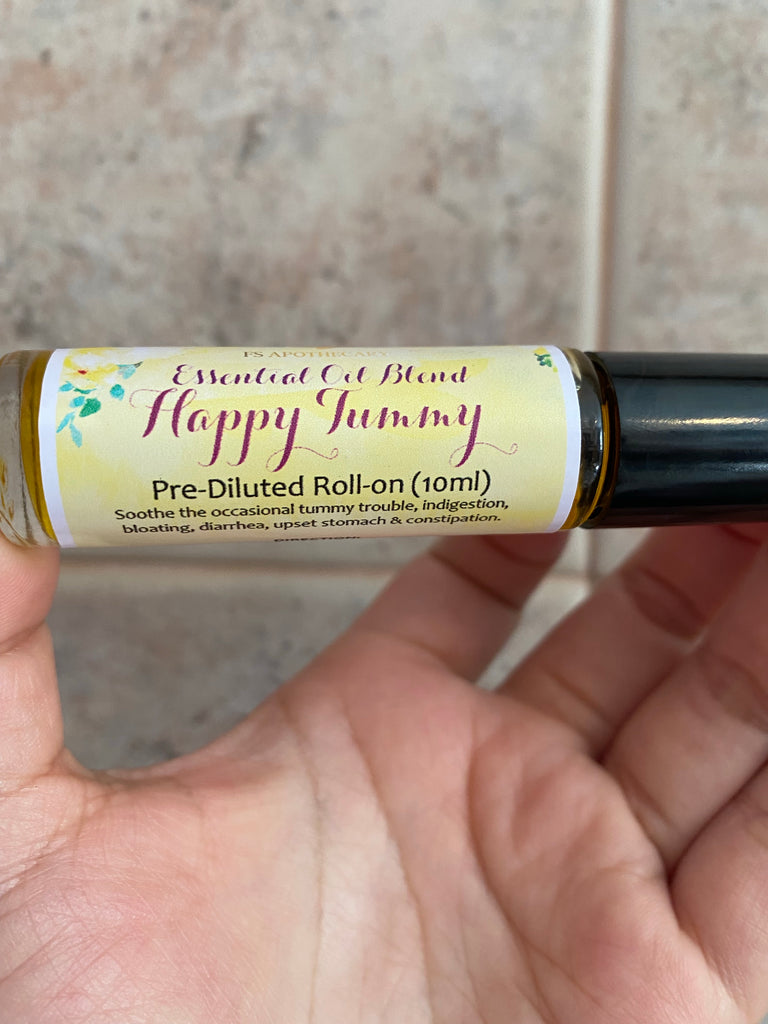 FS APOTHECARY
Essential Oil Blend
Happy Tummy
Pre-Diluted Roll-on (10ml)
Soothe the occasional tummy trouble, indigestion,
bloating, diarrhea, upset stomach & constipation.